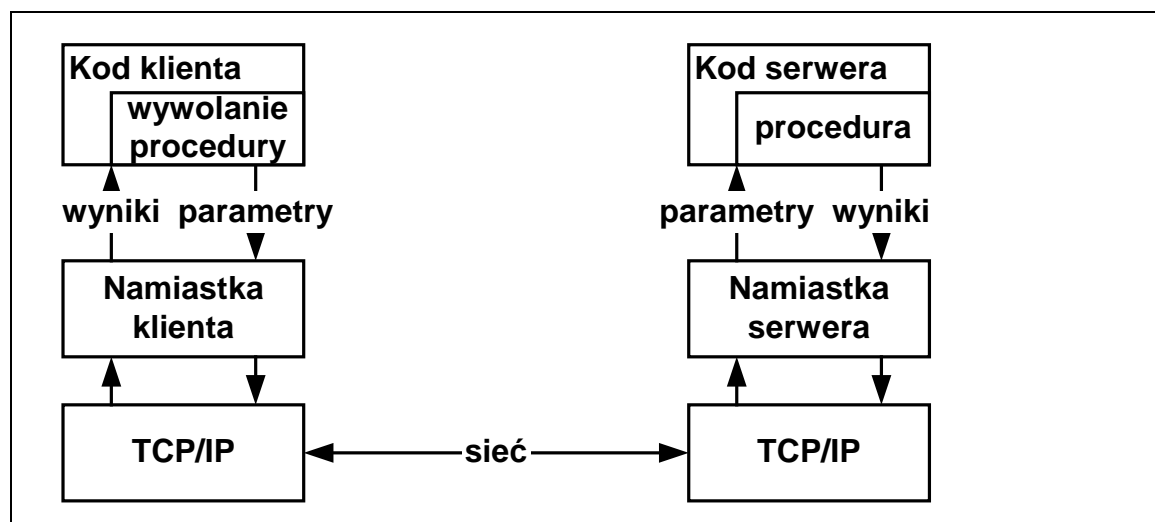 Kod klienta
wywolanie
procedury
wyniki parametry
Namiastka
klienta
TCP/IP
sieć
Kod serwera
procedura
parametry wyniki
Namiastka
serwera
TCP/IP